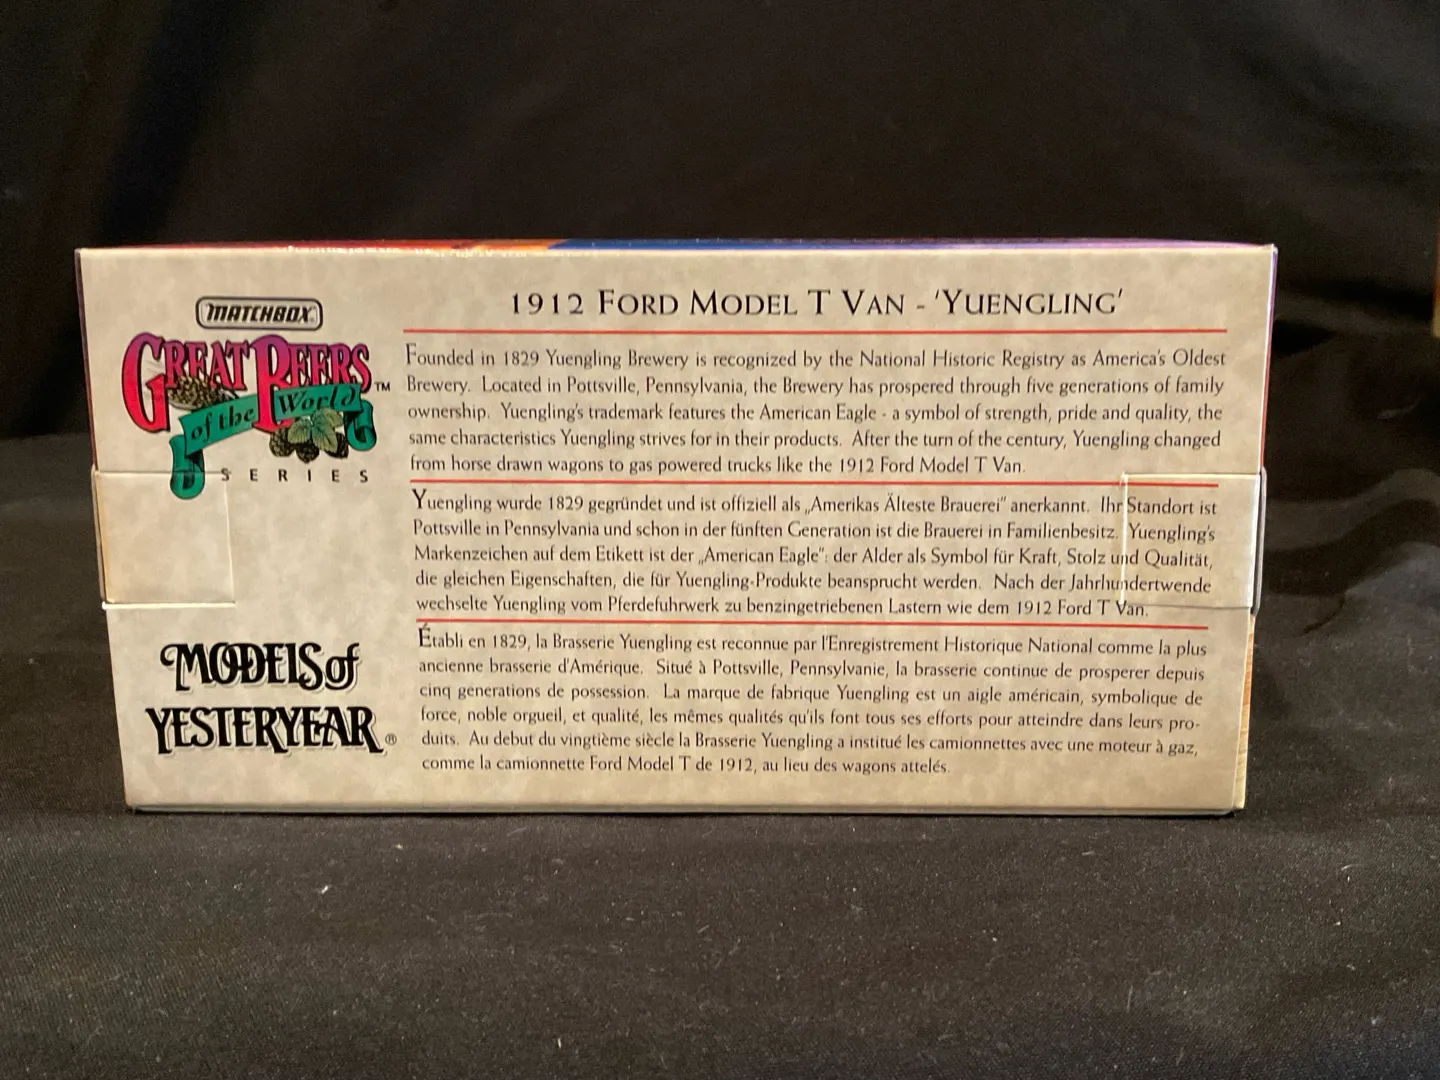 MATCHBOX
GREAT BEERS™
of the World
SERIES
MODELS of
YESTERYEAR®
1912 FORD MODEL T VAN - 'YUENGLING'
Founded in 1829 Yuengling Brewery is recognized by the National Historic Registry as America's Oldest
Brewery. Located in Pottsville, Pennsylvania, the Brewery has prospered through five generations of family
ownership. Yuengling's trademark features the American Eagle - a symbol of strength, pride and quality, the
same characteristics Yuengling strives for in their products. After the turn of the century, Yuengling changed
from horse drawn wagons to gas powered trucks like the 1912 Ford Model T Van.
Yuengling wurde 1829 gegründet und ist offiziell als „Amerikas Älteste Brauerei" anerkannt. Ihr Standort ist
Pottsville in Pennsylvania und schon in der fünften Generation ist die Brauerei in Familienbesitz. Yuengling's
Markenzeichen auf dem Etikett ist der „American Eagle": der Alder als Symbol für Kraft, Stolz und Qualität,
die gleichen Eigenschaften, die für Yuengling-Produkte beansprucht werden. Nach der Jahrhundertwende
wechselte Yuengling vom Pferdefuhrwerk zu benzingetriebenen Lastern wie dem 1912 Ford T Van.
Établi en 1829, la Brasserie Yuengling est reconnue par l'Enregistrement Historique National comme la plus
ancienne brasserie d'Amérique. Situé à Pottsville, Pennsylvanie, la brasserie continue de prosperer depuis
cinq generations de possession. La marque de fabrique Yuengling est un aigle américain, symbolique de
force, noble orgueil, et qualité, les mêmes qualités qu'ils font tous ses efforts pour atteindre dans leurs pro-
duits. Au debut du vingtième siècle la Brasserie Yuengling a institué les camionnettes avec une moteur à gaz,
comme la camionnette Ford Model T de 1912, au lieu des wagons attelés.